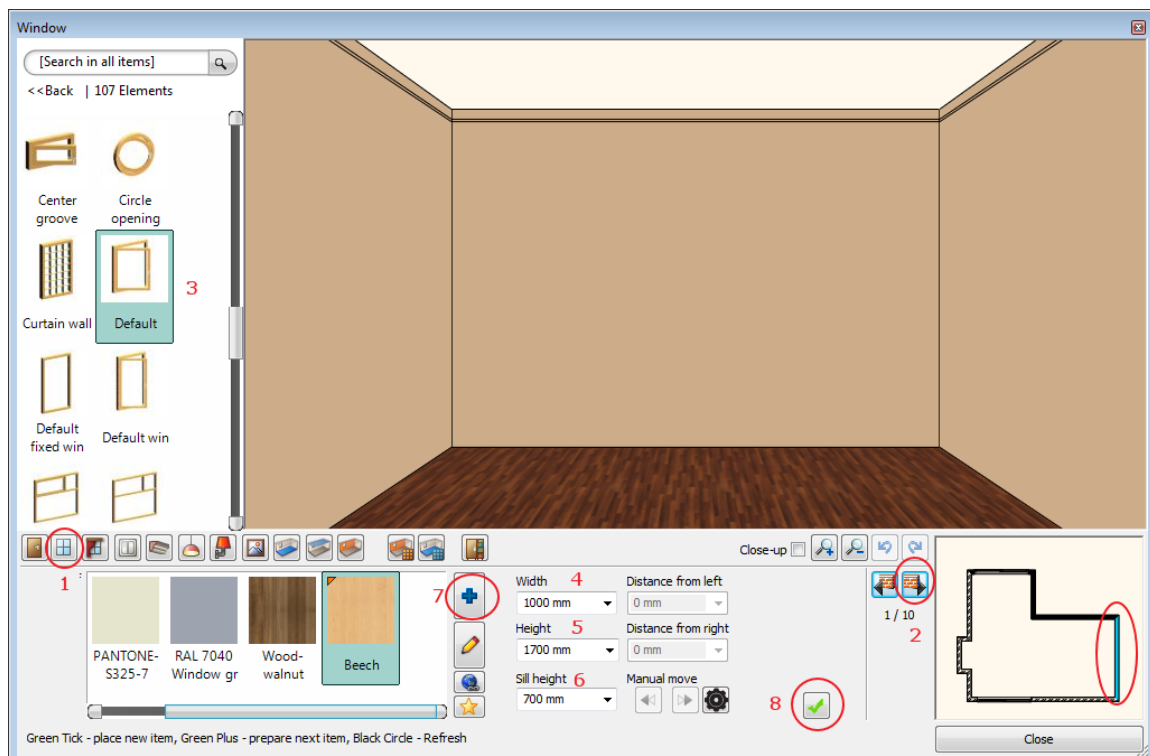 Window
[Search in all items]
<<Back | 107 Elements
Center groove
Circle opening
Curtain wall
Default
3
Default fixed win
Default win
1
Close-up
7
PANTONE-S325-7
RAL 7040 Window gr
Wood-walnut
Beech
Width 4
1000 mm
Distance from left
0 mm
Height 5
1700 mm
Distance from right
0 mm
Sill height 6
700 mm
Manual move
8
1 / 10
2
Green Tick - place new item, Green Plus - prepare next item, Black Circle - Refresh
Close